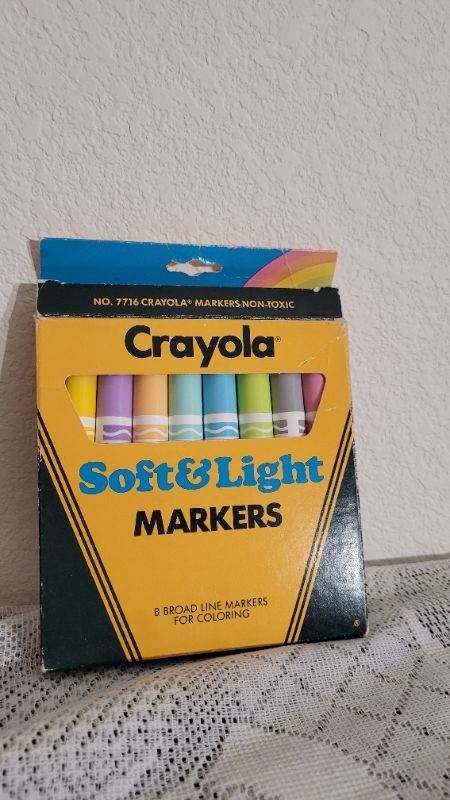 NO. 7716 CRAYOLA® MARKERS-NON-TOXIC
Crayola®
Soft&Light
MARKERS
8 BROAD LINE MARKERS
FOR COLORING
®